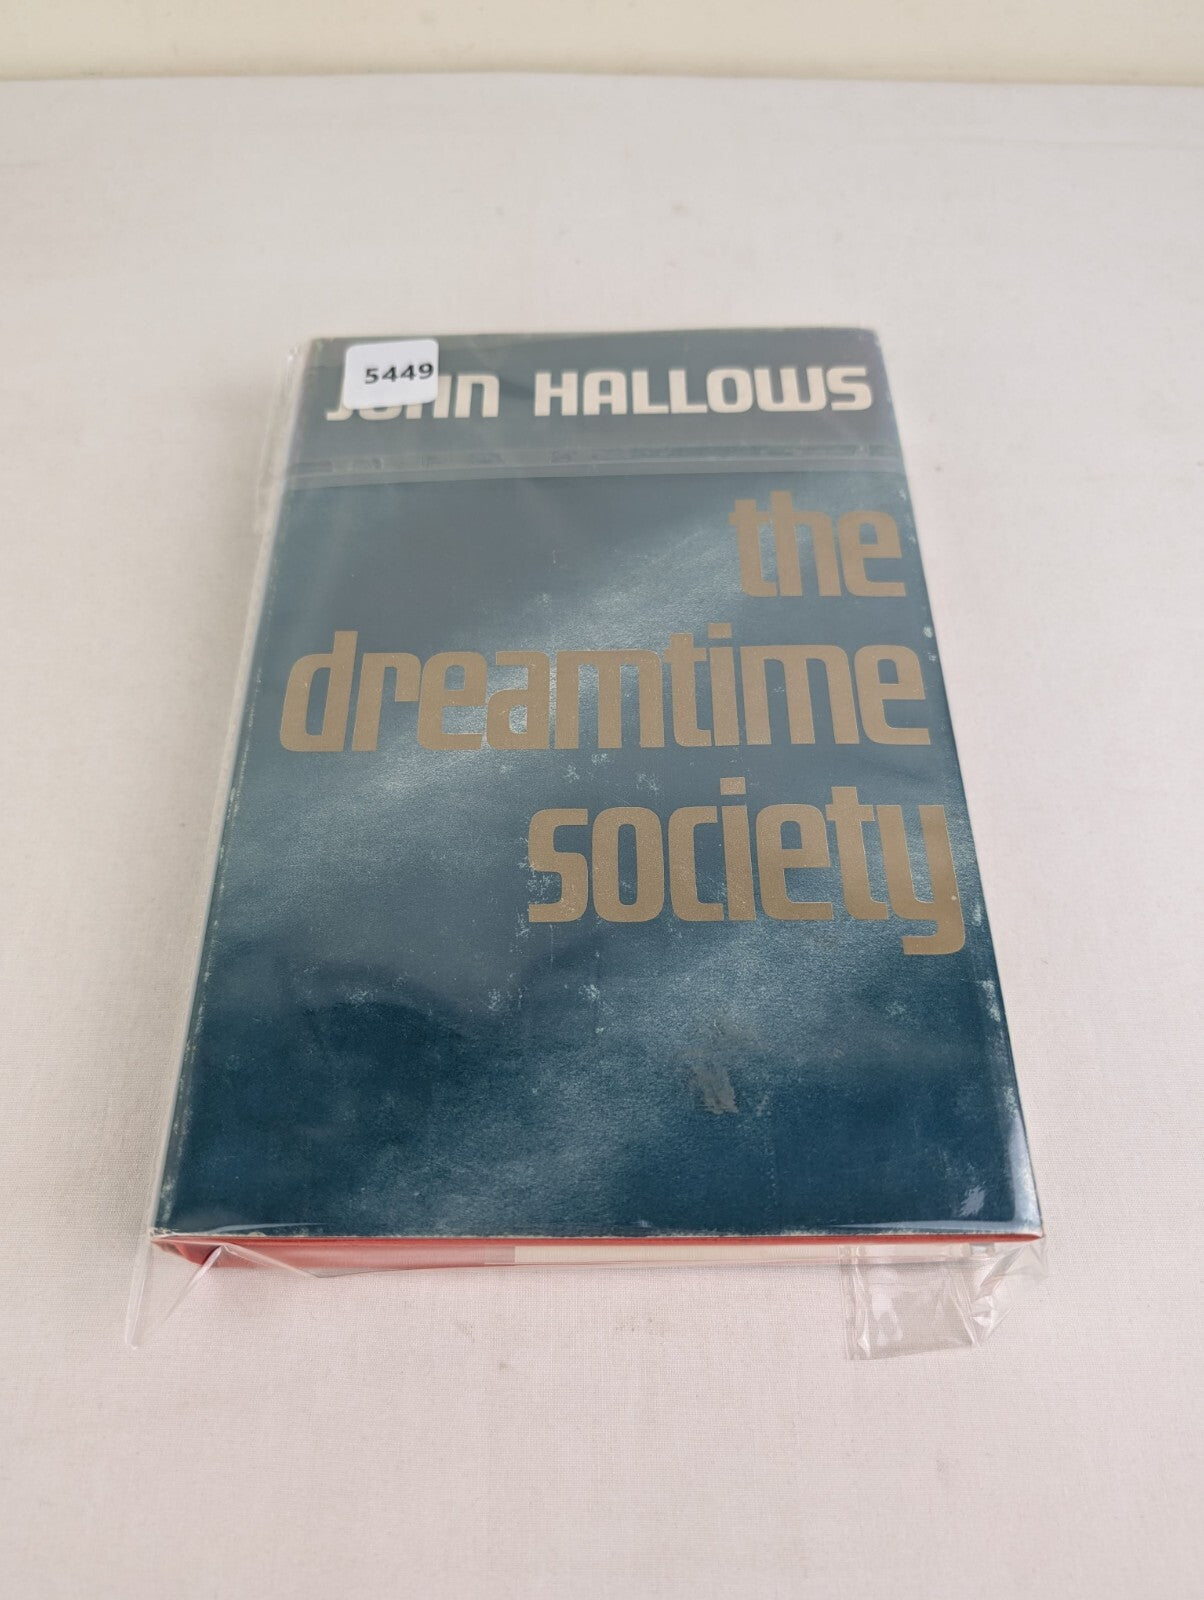 5449
JOHN HALLOWS
the
dreamtime
society